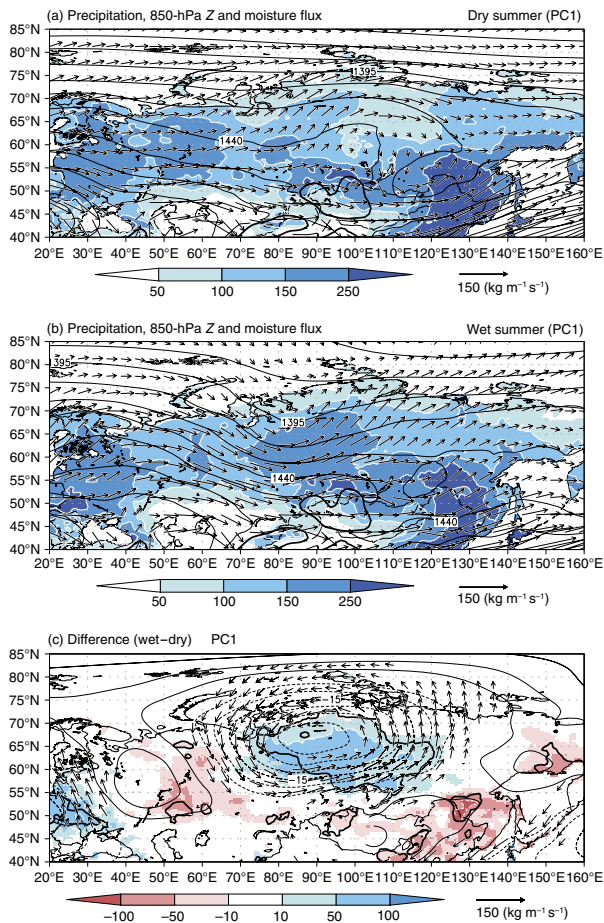 (a) Precipitation, 850-hPa Z and moisture flux Dry summer (PC1)
85°N
80°N
75°N
70°N
65°N
60°N
55°N
50°N
45°N
40°N
1395
1440
20°E 30°E 40°E 50°E 60°E 70°E 80°E 90°E 100°E 110°E 120°E 130°E 140°E 150°E 160°E
50 100 150 250
150 (kg m⁻¹ s⁻¹)
(b) Precipitation, 850-hPa Z and moisture flux Wet summer (PC1)
85°N
80°N
75°N
70°N
65°N
60°N
55°N
50°N
45°N
40°N
1395
1395
1440
1440
20°E 30°E 40°E 50°E 60°E 70°E 80°E 90°E 100°E 110°E 120°E 130°E 140°E 150°E 160°E
50 100 150 250
150 (kg m⁻¹ s⁻¹)
(c) Difference (wet−dry) PC1
85°N
80°N
75°N
70°N
65°N
60°N
55°N
50°N
45°N
40°N
−15
−15
20°E 30°E 40°E 50°E 60°E 70°E 80°E 90°E 100°E 110°E 120°E 130°E 140°E 150°E 160°E
−100 −50 −10 10 50 100
150 (kg m⁻¹ s⁻¹)